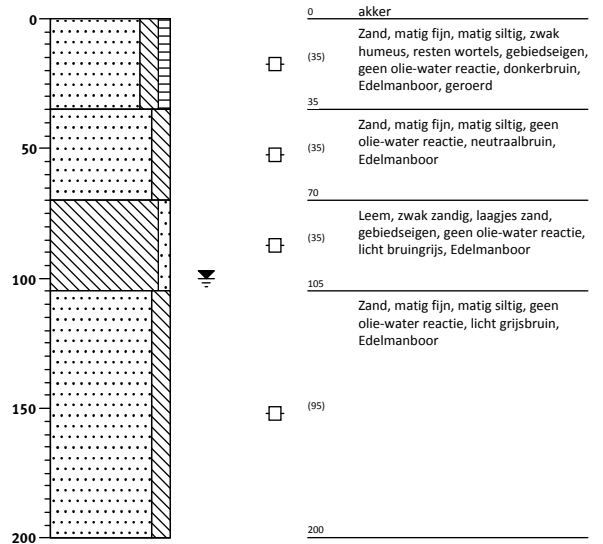 0
50
100
150
200
0 akker
Zand, matig fijn, matig siltig, zwak
(35) humeus, resten wortels, gebiedseigen,
geen olie-water reactie, donkerbruin,
Edelmanboor, geroerd
35
Zand, matig fijn, matig siltig, geen
(35) olie-water reactie, neutraalbruin,
Edelmanboor
70
Leem, zwak zandig, laagjes zand,
(35) gebiedseigen, geen olie-water reactie,
licht bruingrijs, Edelmanboor
105
Zand, matig fijn, matig siltig, geen
olie-water reactie, licht grijsbruin,
Edelmanboor
(95)
200